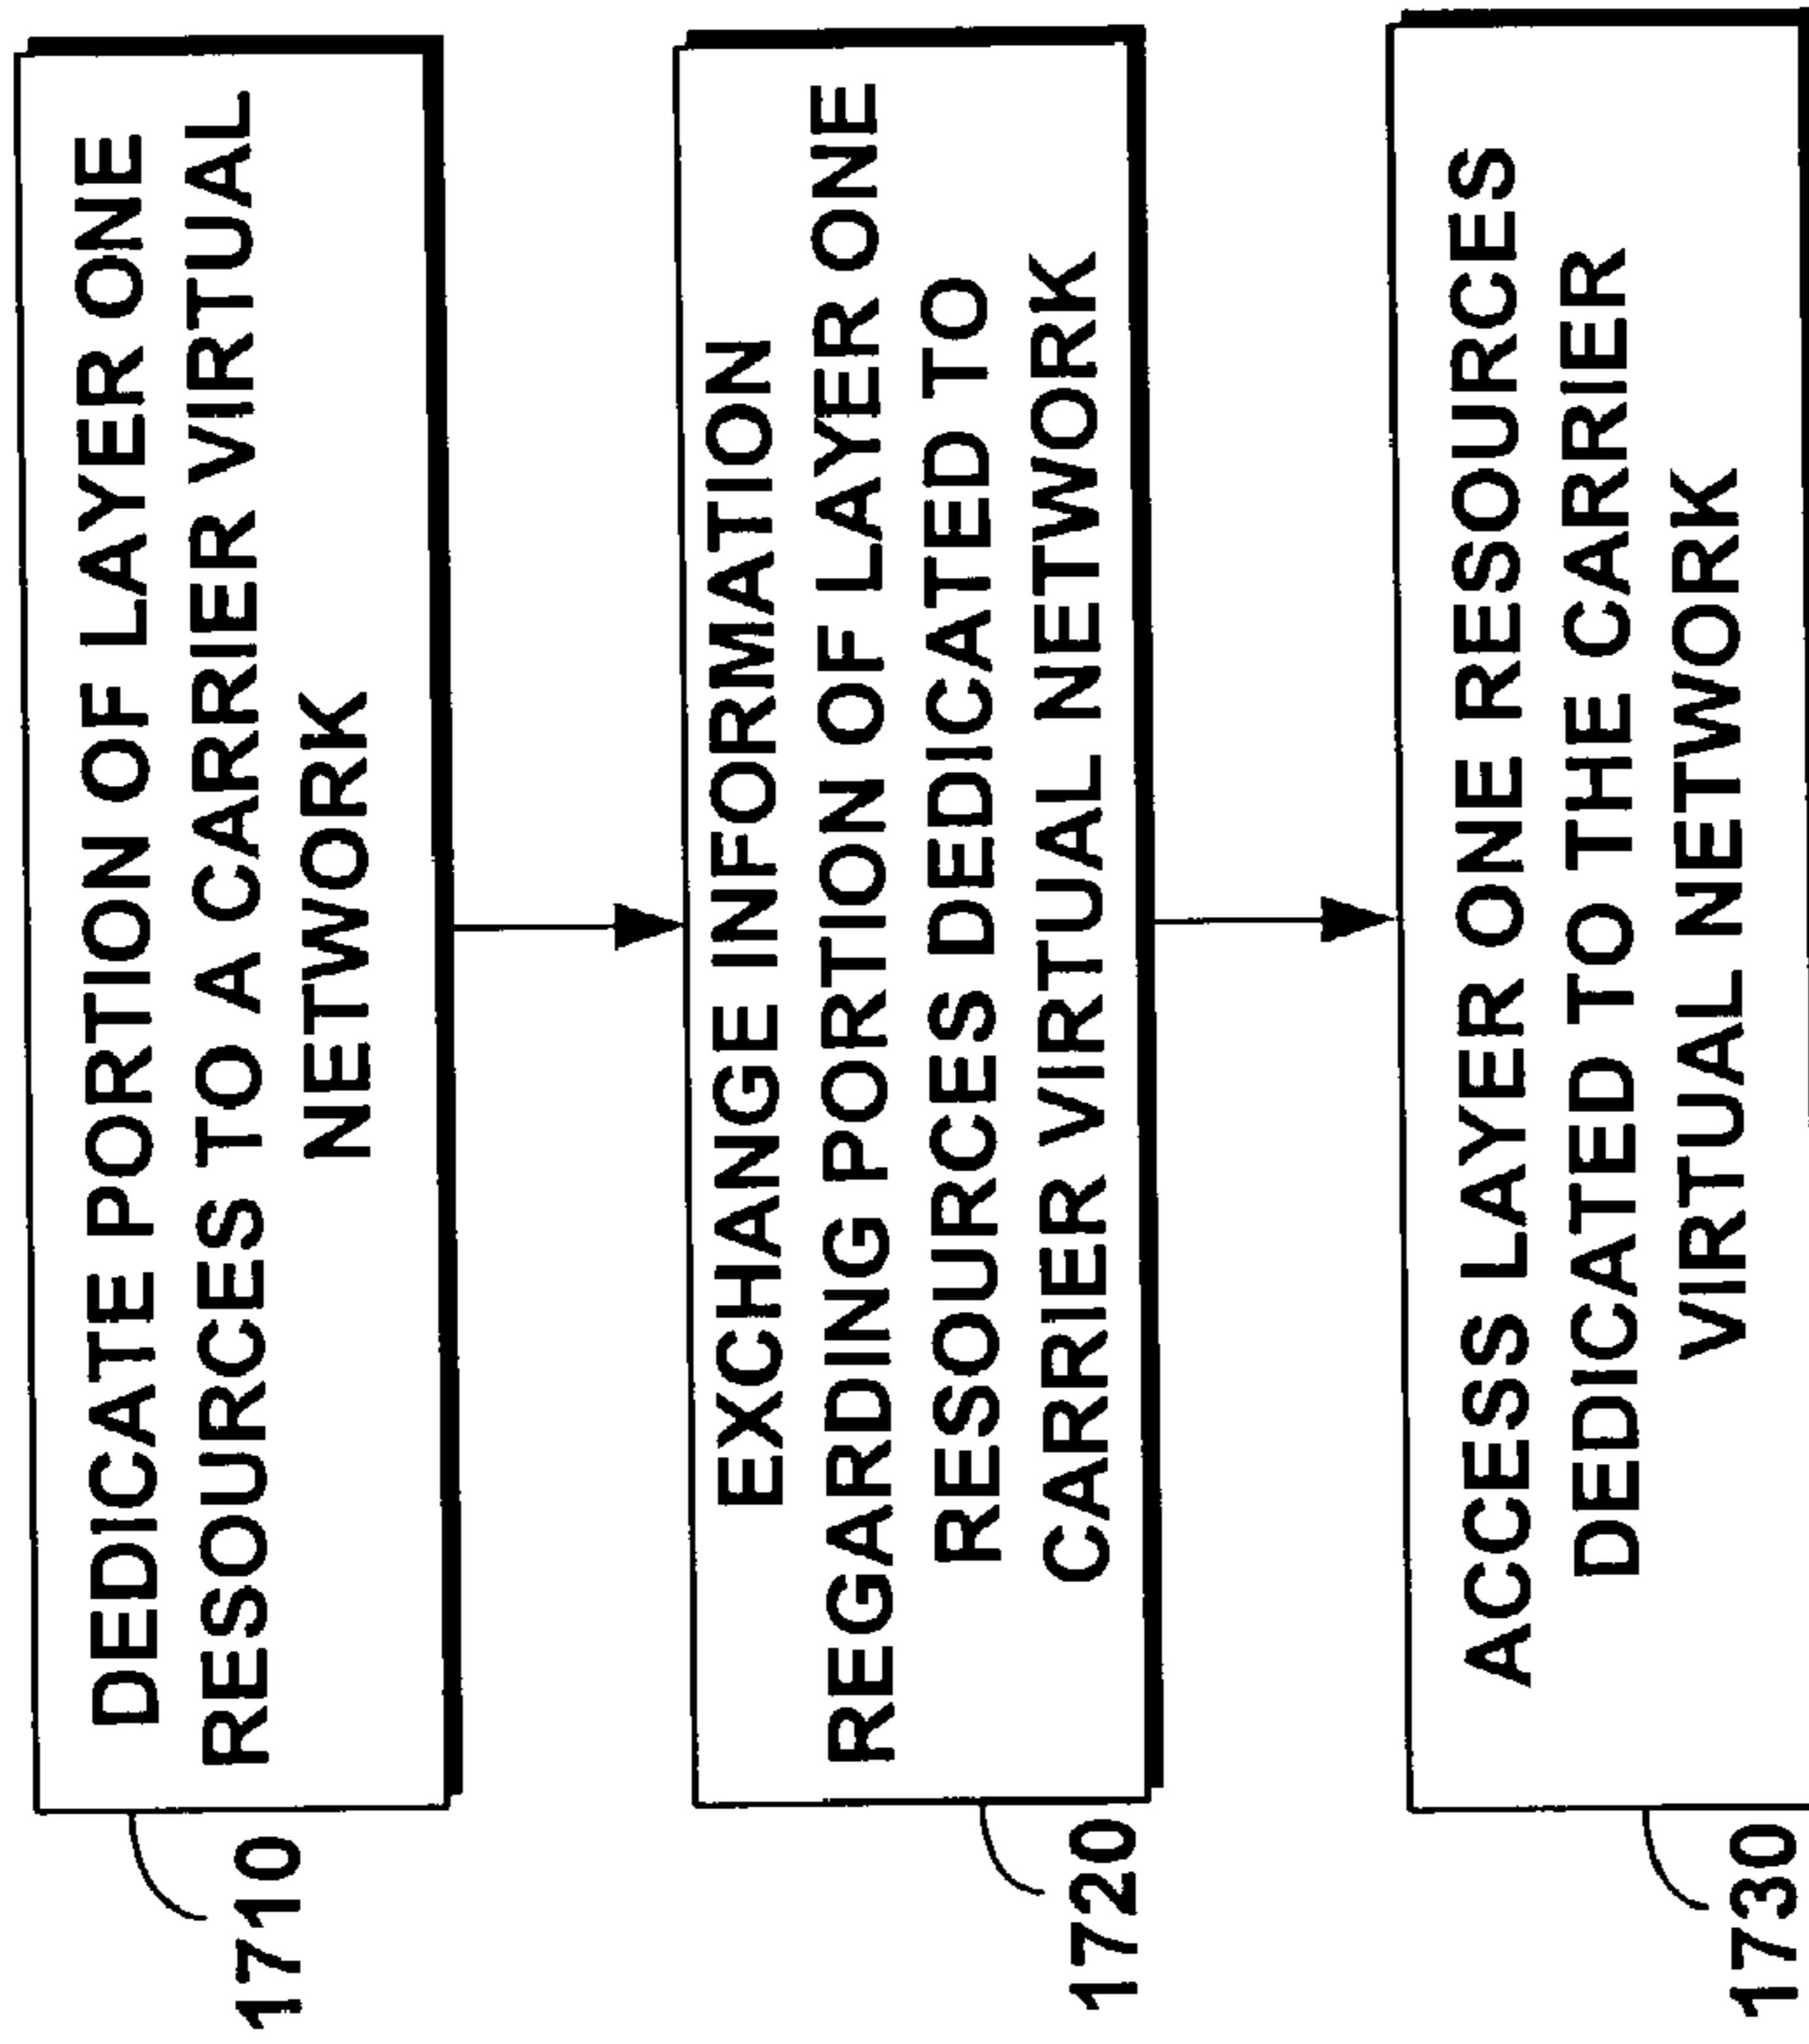 DEDICATE PORTION OF LAYER ONE
RESOURCES TO A CARRIER VIRTUAL
NETWORK
1710
EXCHANGE INFORMATION
REGARDING PORTION OF LAYER ONE
RESOURCES DEDICATED TO
CARRIER VIRTUAL NETWORK
1720
ACCESS LAYER ONE RESOURCES
DEDICATED TO THE CARRIER
VIRTUAL NETWORK
1730